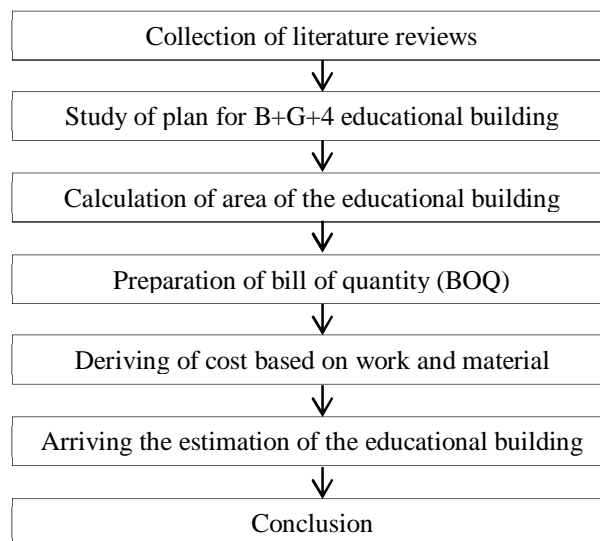 Collection of literature reviews
Study of plan for B+G+4 educational building
Calculation of area of the educational building
Preparation of bill of quantity (BOQ)
Deriving of cost based on work and material
Arriving the estimation of the educational building
Conclusion